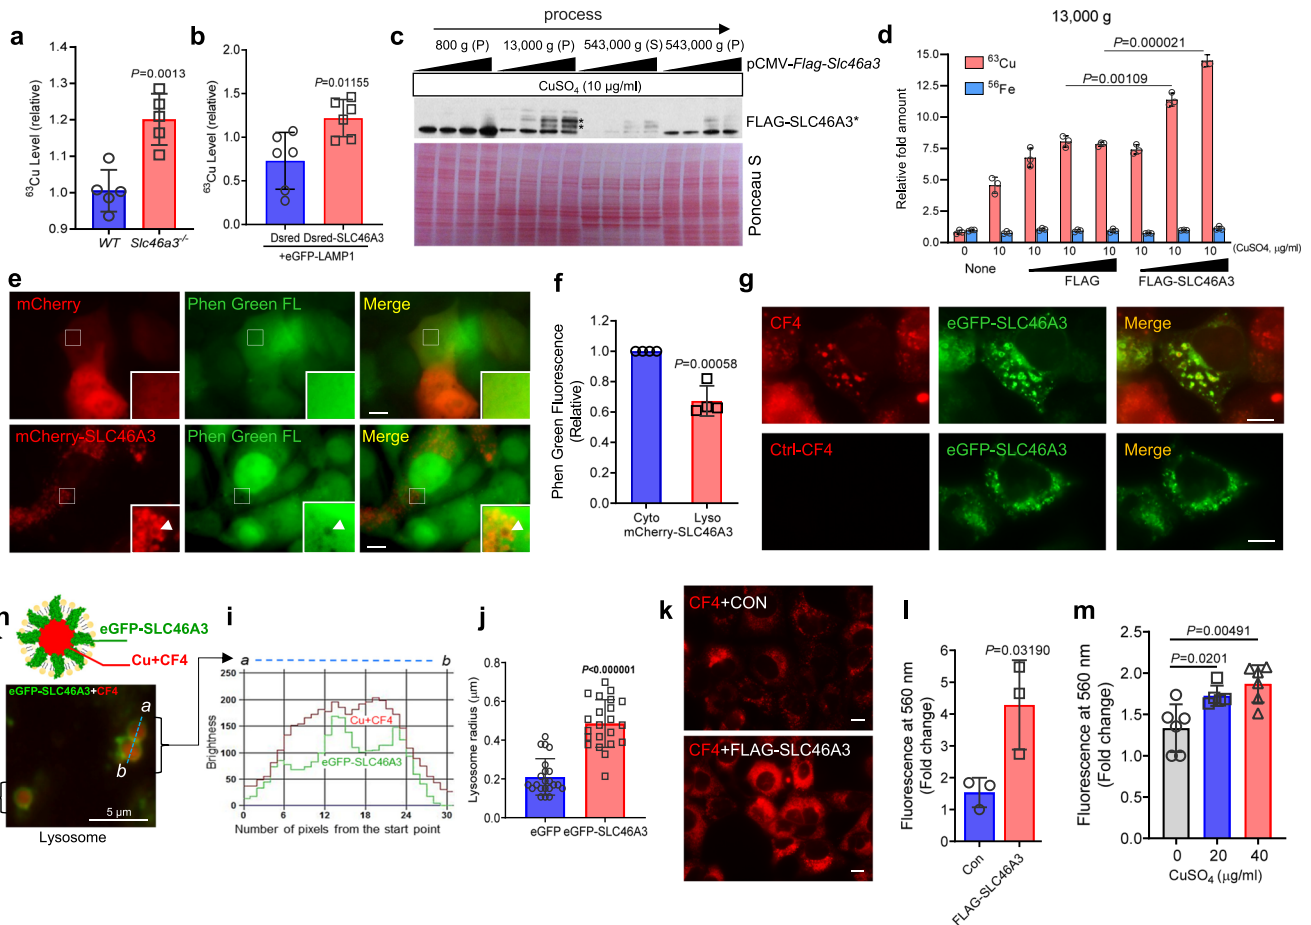 a
⁶³Cu Level (relative)
1.4
1.3
1.2
1.1
1.0
0.9
P=0.0013
WT
Slc46a3⁻/⁻
b
⁶³Cu Level (relative)
2.0
1.5
1.0
0.5
0.0
P=0.01155
Dsred Dsred-SLC46A3
+eGFP-LAMP1
c
process
800 g (P) 13,000 g (P) 543,000 g (S) 543,000 g (P)
pCMV-Flag-Slc46a3
CuSO₄ (10 μg/ml)
FLAG-SLC46A3*
*
*
Ponceau S
d
13,000 g
Relative fold amount
15.0
12.5
10.0
7.5
5.0
2.5
0.0
⁶³Cu
⁵⁶Fe
P=0.000021
P=0.00109
0 10 10 10 10 10 10 10 (CuSO4, μg/ml)
None FLAG FLAG-SLC46A3
e
mCherry
Phen Green FL
Merge
mCherry-SLC46A3
Phen Green FL
Merge
f
Phen Green Fluorescence
(Relative)
1.2
1.0
0.8
0.6
0.4
0.2
0.0
P=0.00058
Cyto Lyso
mCherry-SLC46A3
g
CF4
eGFP-SLC46A3
Merge
Ctrl-CF4
eGFP-SLC46A3
Merge
h
eGFP-SLC46A3
Cu+CF4
eGFP-SLC46A3+CF4
a
b
5 μm
Lysosome
i
a
b
Brightness
250
200
150
100
50
0
Cu+CF4
eGFP-SLC46A3
0 6 12 18 24 30
Number of pixels from the start point
j
Lysosome radius (μm)
0.8
0.6
0.4
0.2
0.0
P<0.000001
eGFP eGFP-SLC46A3
k
CF4+CON
CF4+FLAG-SLC46A3
l
Fluorescence at 560 nm
(Fold change)
6
5
4
3
2
1
0
P=0.03190
Con
FLAG-SLC46A3
m
Fluorescence at 560 nm
(Fold change)
2.5
2.0
1.5
1.0
0.5
0.0
P=0.00491
P=0.0201
0 20 40
CuSO₄ (μg/ml)